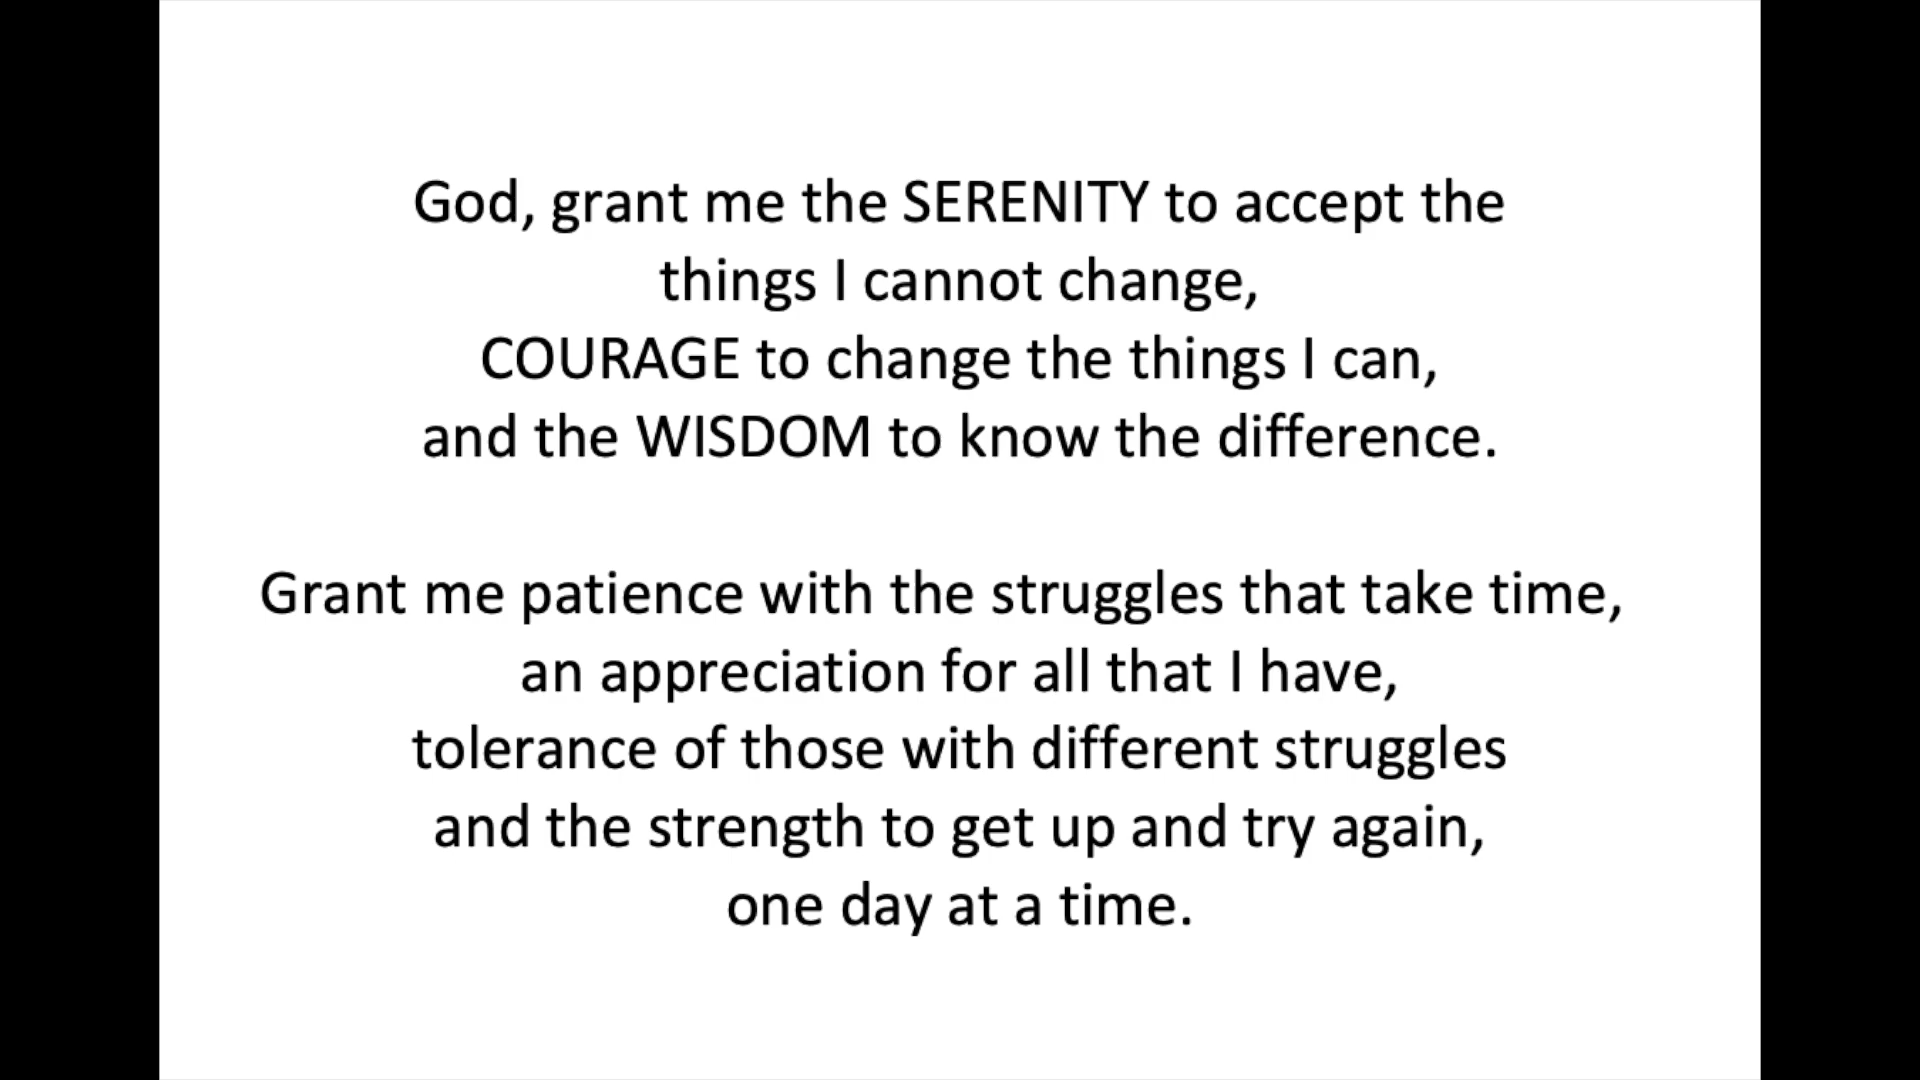 God, grant me the SERENITY to accept the
things I cannot change,
COURAGE to change the things I can,
and the WISDOM to know the difference.
Grant me patience with the struggles that take time,
an appreciation for all that I have,
tolerance of those with different struggles
and the strength to get up and try again,
one day at a time.